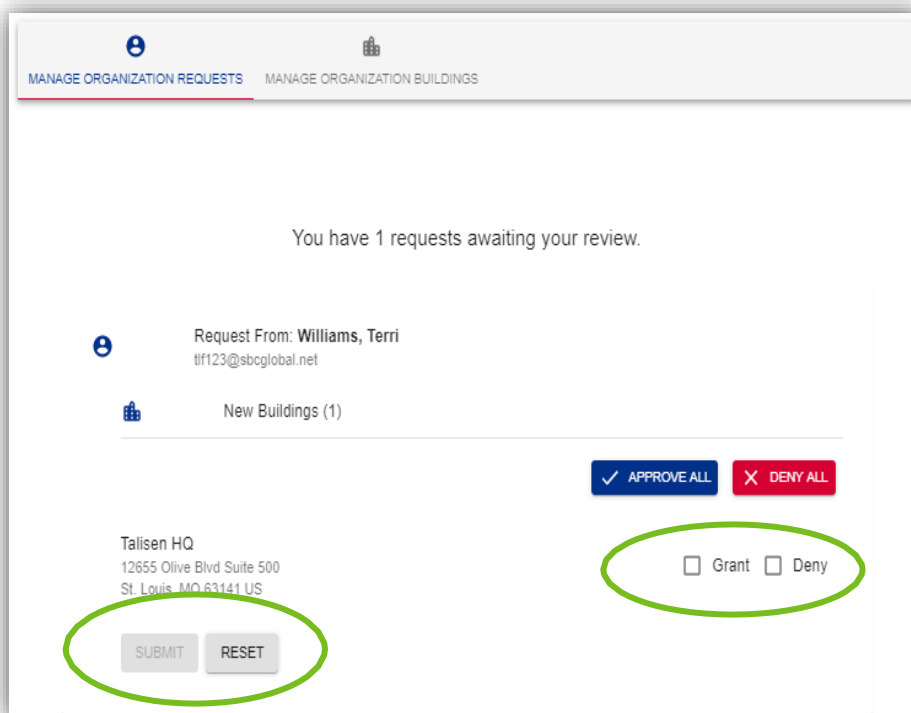 MANAGE ORGANIZATION REQUESTS
MANAGE ORGANIZATION BUILDINGS
You have 1 requests awaiting your review.
Request From: Williams, Terri
tlf123@sbcglobal.net
New Buildings (1)
APPROVE ALL
DENY ALL
Talisen HQ
12655 Olive Blvd Suite 500
St. Louis, MO 63141 US
Grant
Deny
SUBMIT
RESET